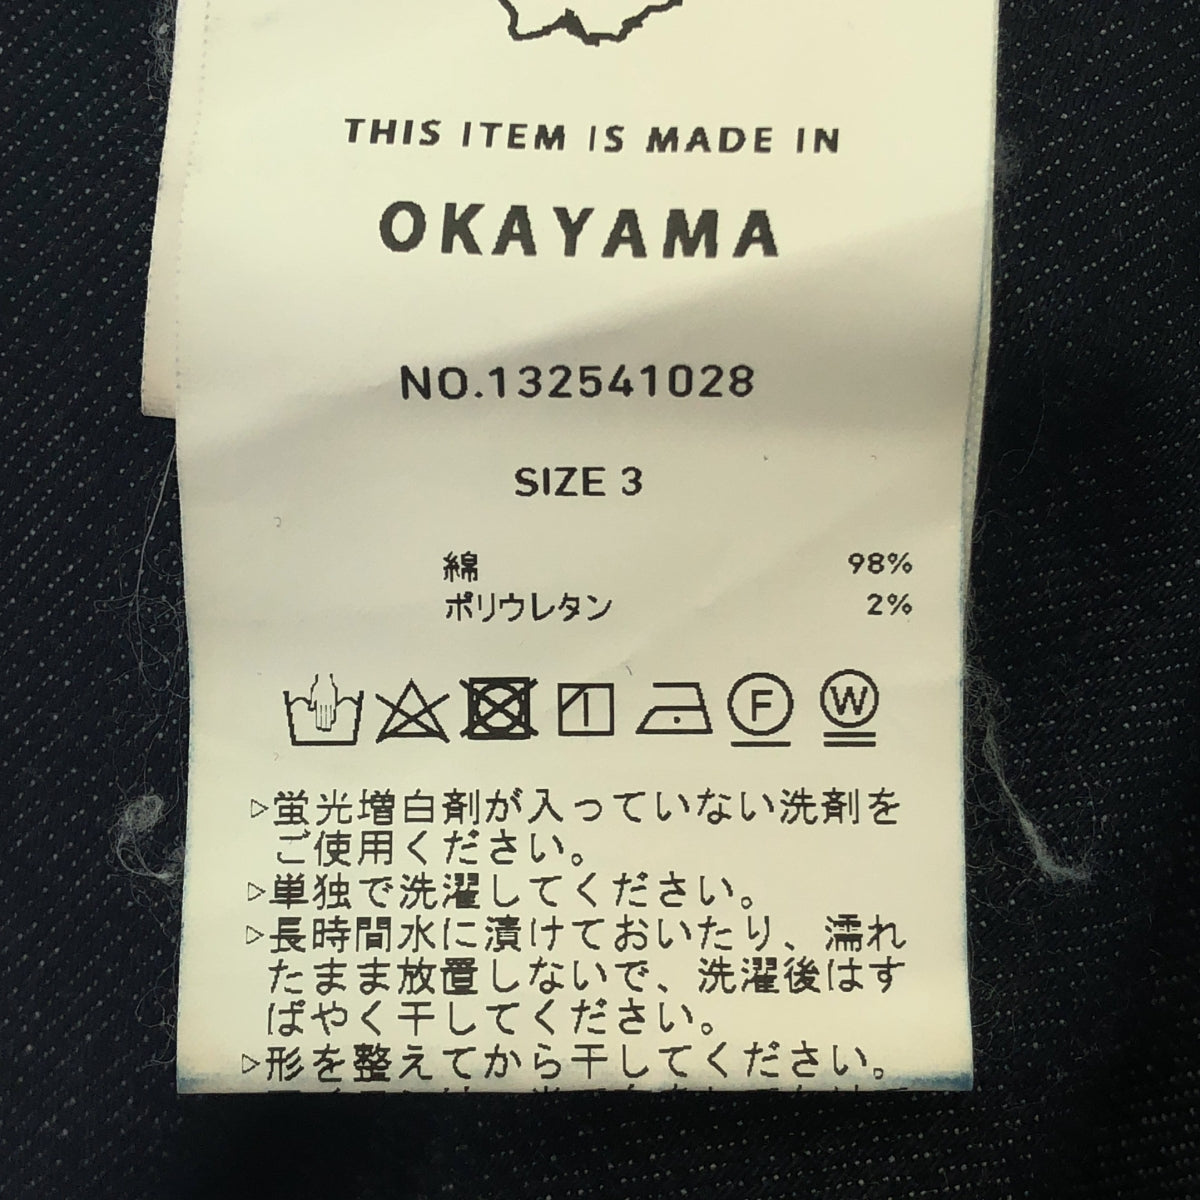 THIS ITEM IS MADE IN
OKAYAMA
NO.132541028
SIZE 3
綿 98%
ポリウレタン 2%
F W
▷蛍光増白剤が入っていない洗剤を
ご使用ください。
▷単独で洗濯してください。
▷長時間水に漬けておいたり、濡れ
たまま放置しないで、洗濯後はす
ばやく干してください。
▷形を整えてから干してください。